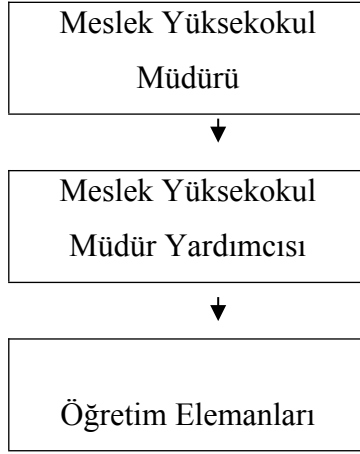 Meslek Yüksekokul
Müdürü
Meslek Yüksekokul
Müdür Yardımcısı
Öğretim Elemanları